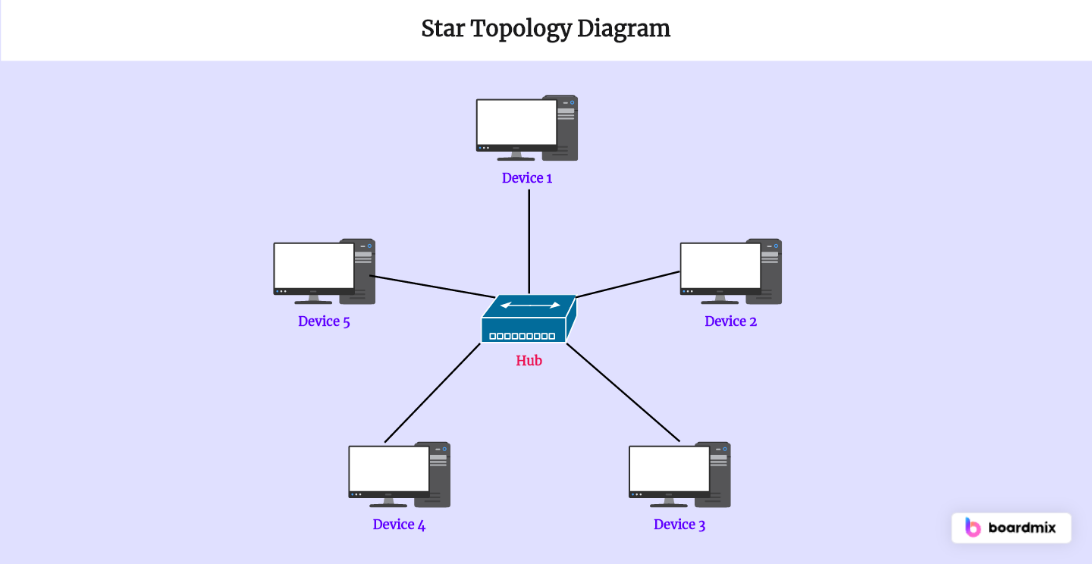 Star Topology Diagram
Device 1
Device 5
Device 2
Hub
Device 4
Device 3
boardmix